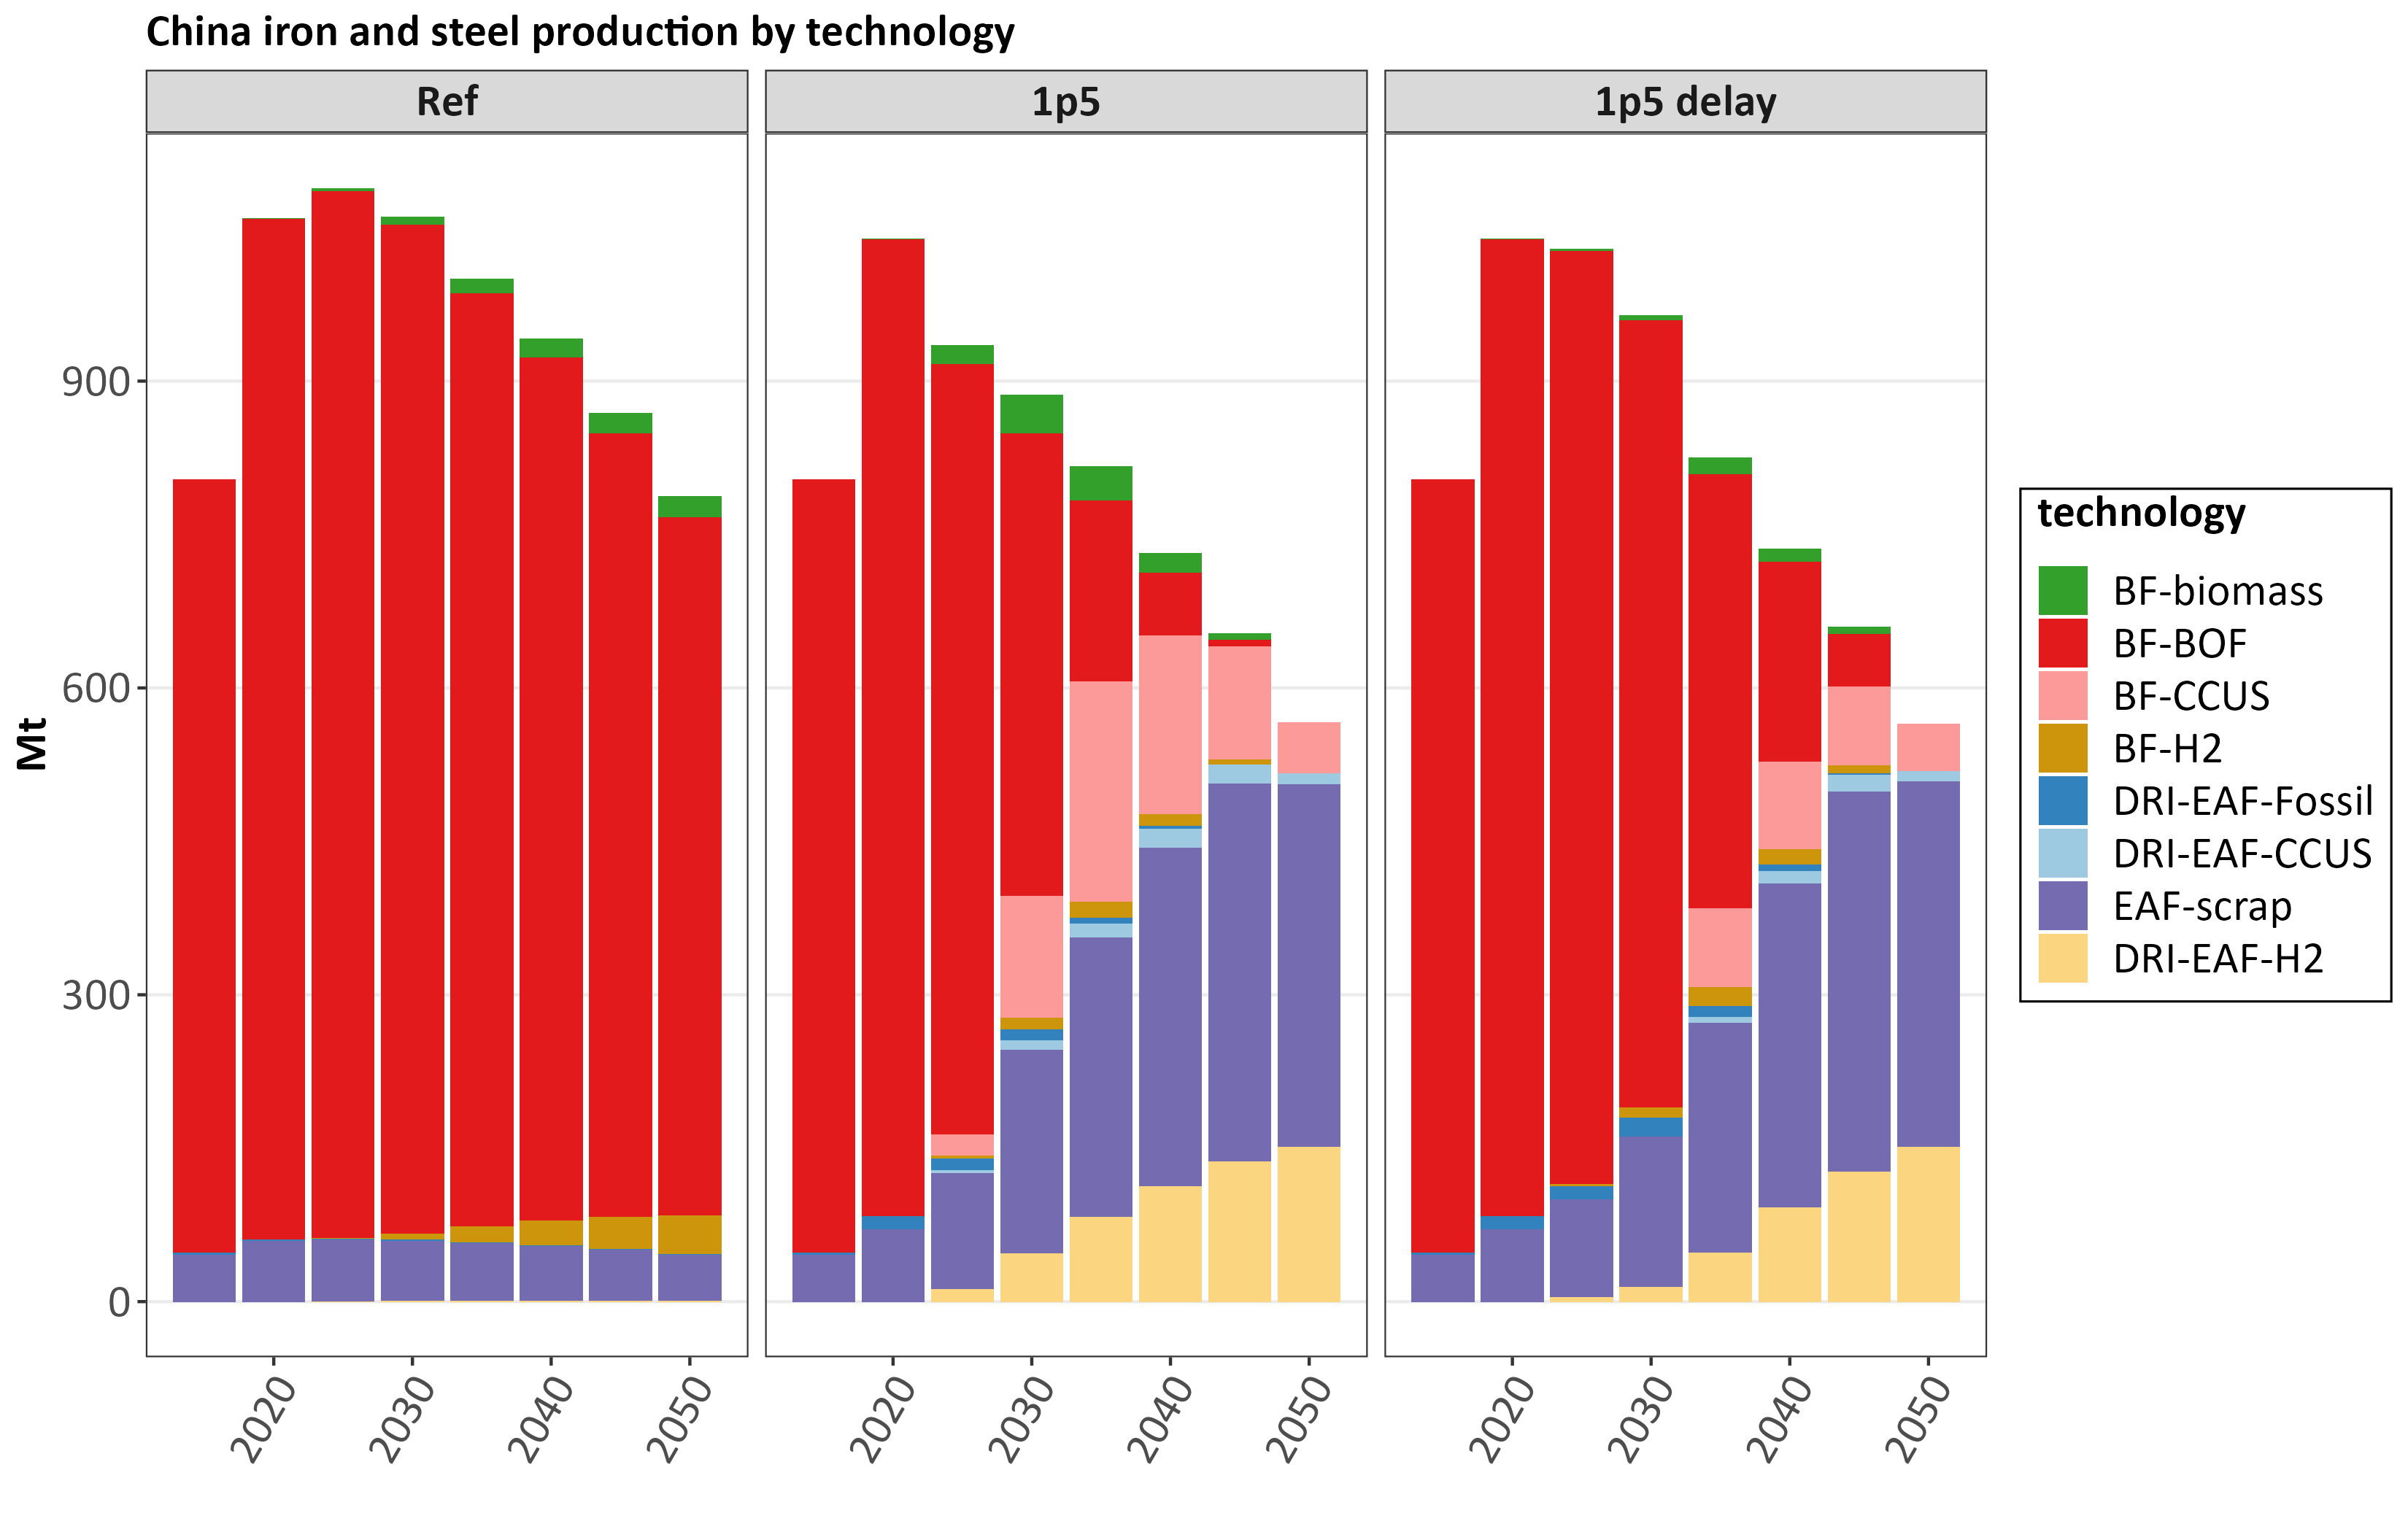 China iron and steel production by technology
Ref
1p5
1p5 delay
900
600
300
0
Mt
2020
2030
2040
2050
2020
2030
2040
2050
2020
2030
2040
2050
technology
BF-biomass
BF-BOF
BF-CCUS
BF-H2
DRI-EAF-Fossil
DRI-EAF-CCUS
EAF-scrap
DRI-EAF-H2